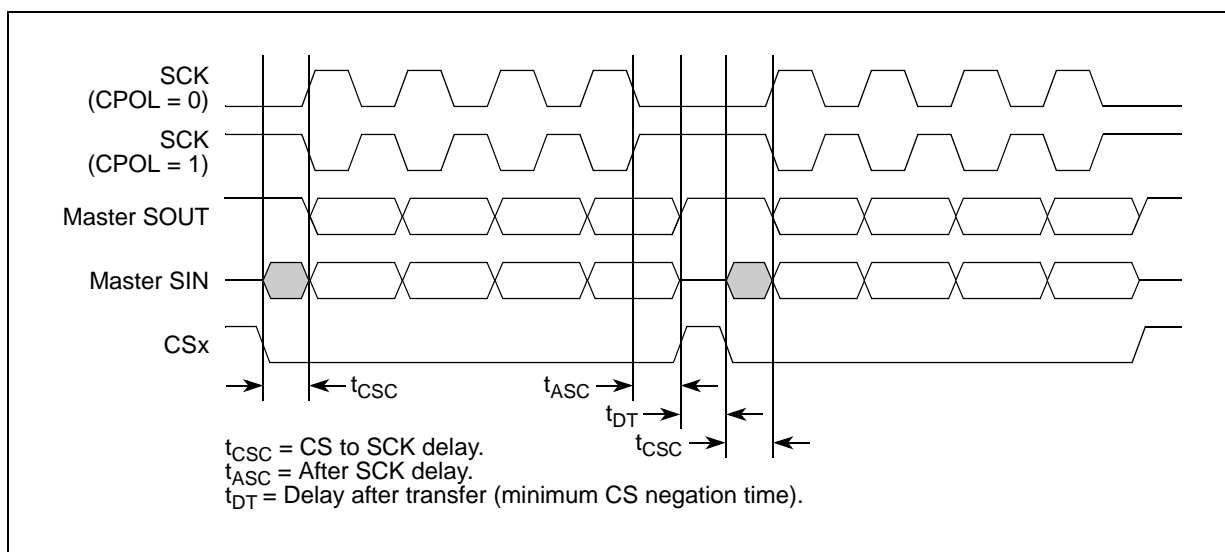 SCK
(CPOL = 0)
SCK
(CPOL = 1)
Master SOUT
Master SIN
CSx
tCSC
tASC
tDT
tCSC
tCSC = CS to SCK delay.
tASC = After SCK delay.
tDT = Delay after transfer (minimum CS negation time).